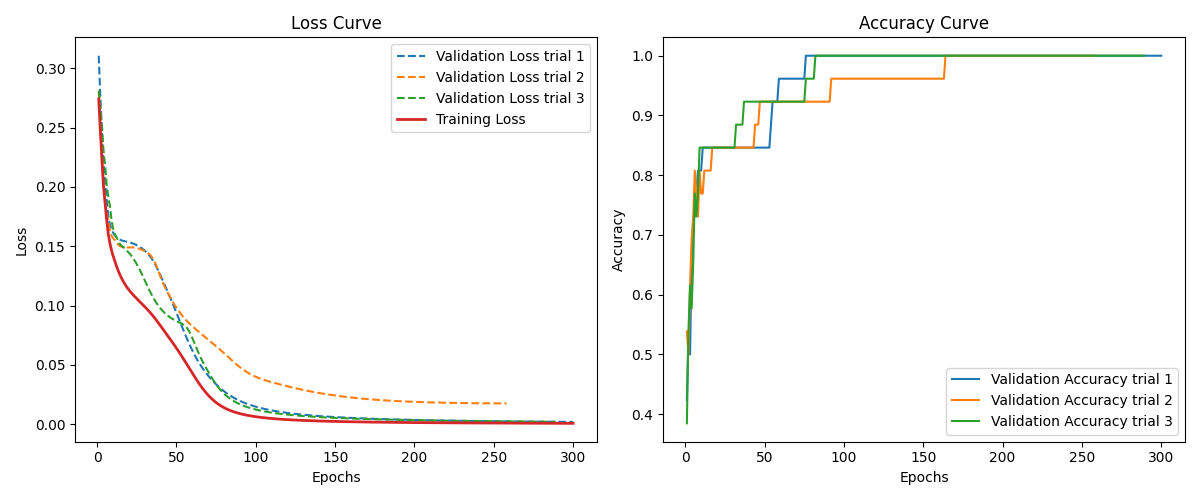 Loss Curve
Loss
0.30
0.25
0.20
0.15
0.10
0.05
0.00
0
50
100
150
200
250
300
Epochs
Validation Loss trial 1
Validation Loss trial 2
Validation Loss trial 3
Training Loss
Accuracy Curve
Accuracy
1.0
0.9
0.8
0.7
0.6
0.5
0.4
0
50
100
150
200
250
300
Epochs
Validation Accuracy trial 1
Validation Accuracy trial 2
Validation Accuracy trial 3